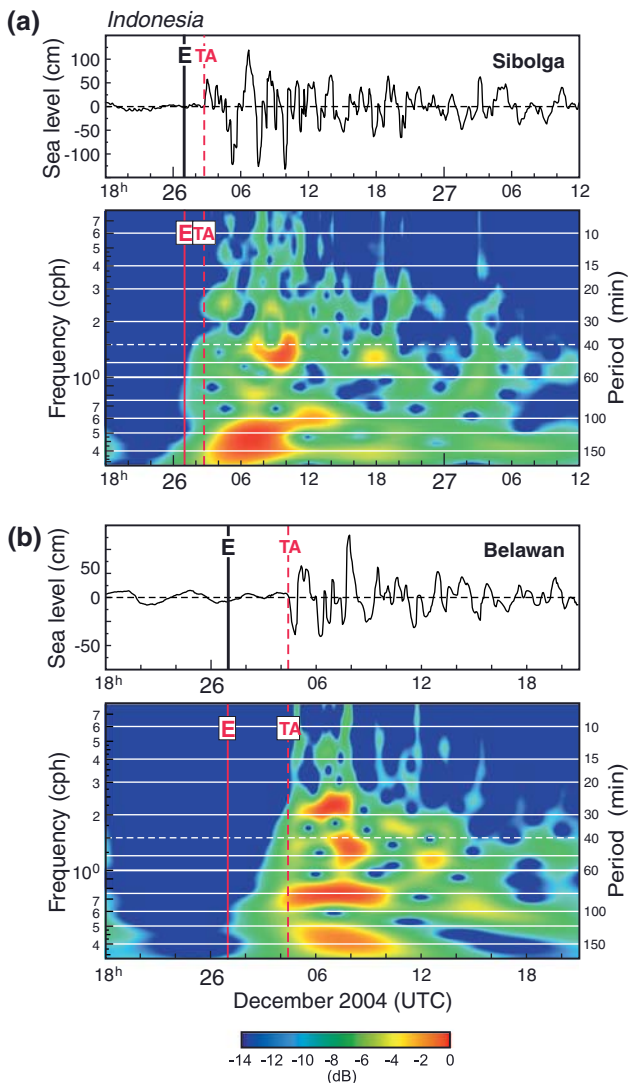 Indonesia
(a)
Sibolga
E
TA
Sea level (cm)
100
50
0
-50
-100
18h
26
06
12
18
27
06
12
E
TA
Frequency (cph)
7
6
5
4
3
2
10⁰
7
6
5
4
Period (min)
10
15
20
30
40
60
100
150
18h
26
06
12
18
27
06
12
(b)
Belawan
E
TA
Sea level (cm)
50
0
-50
18h
26
06
12
18
E
TA
Frequency (cph)
7
6
5
4
3
2
10⁰
7
6
5
4
Period (min)
10
15
20
30
40
60
100
150
18h
26
06
12
18
December 2004 (UTC)
-14 -12 -10 -8 -6 -4 -2 0
(dB)